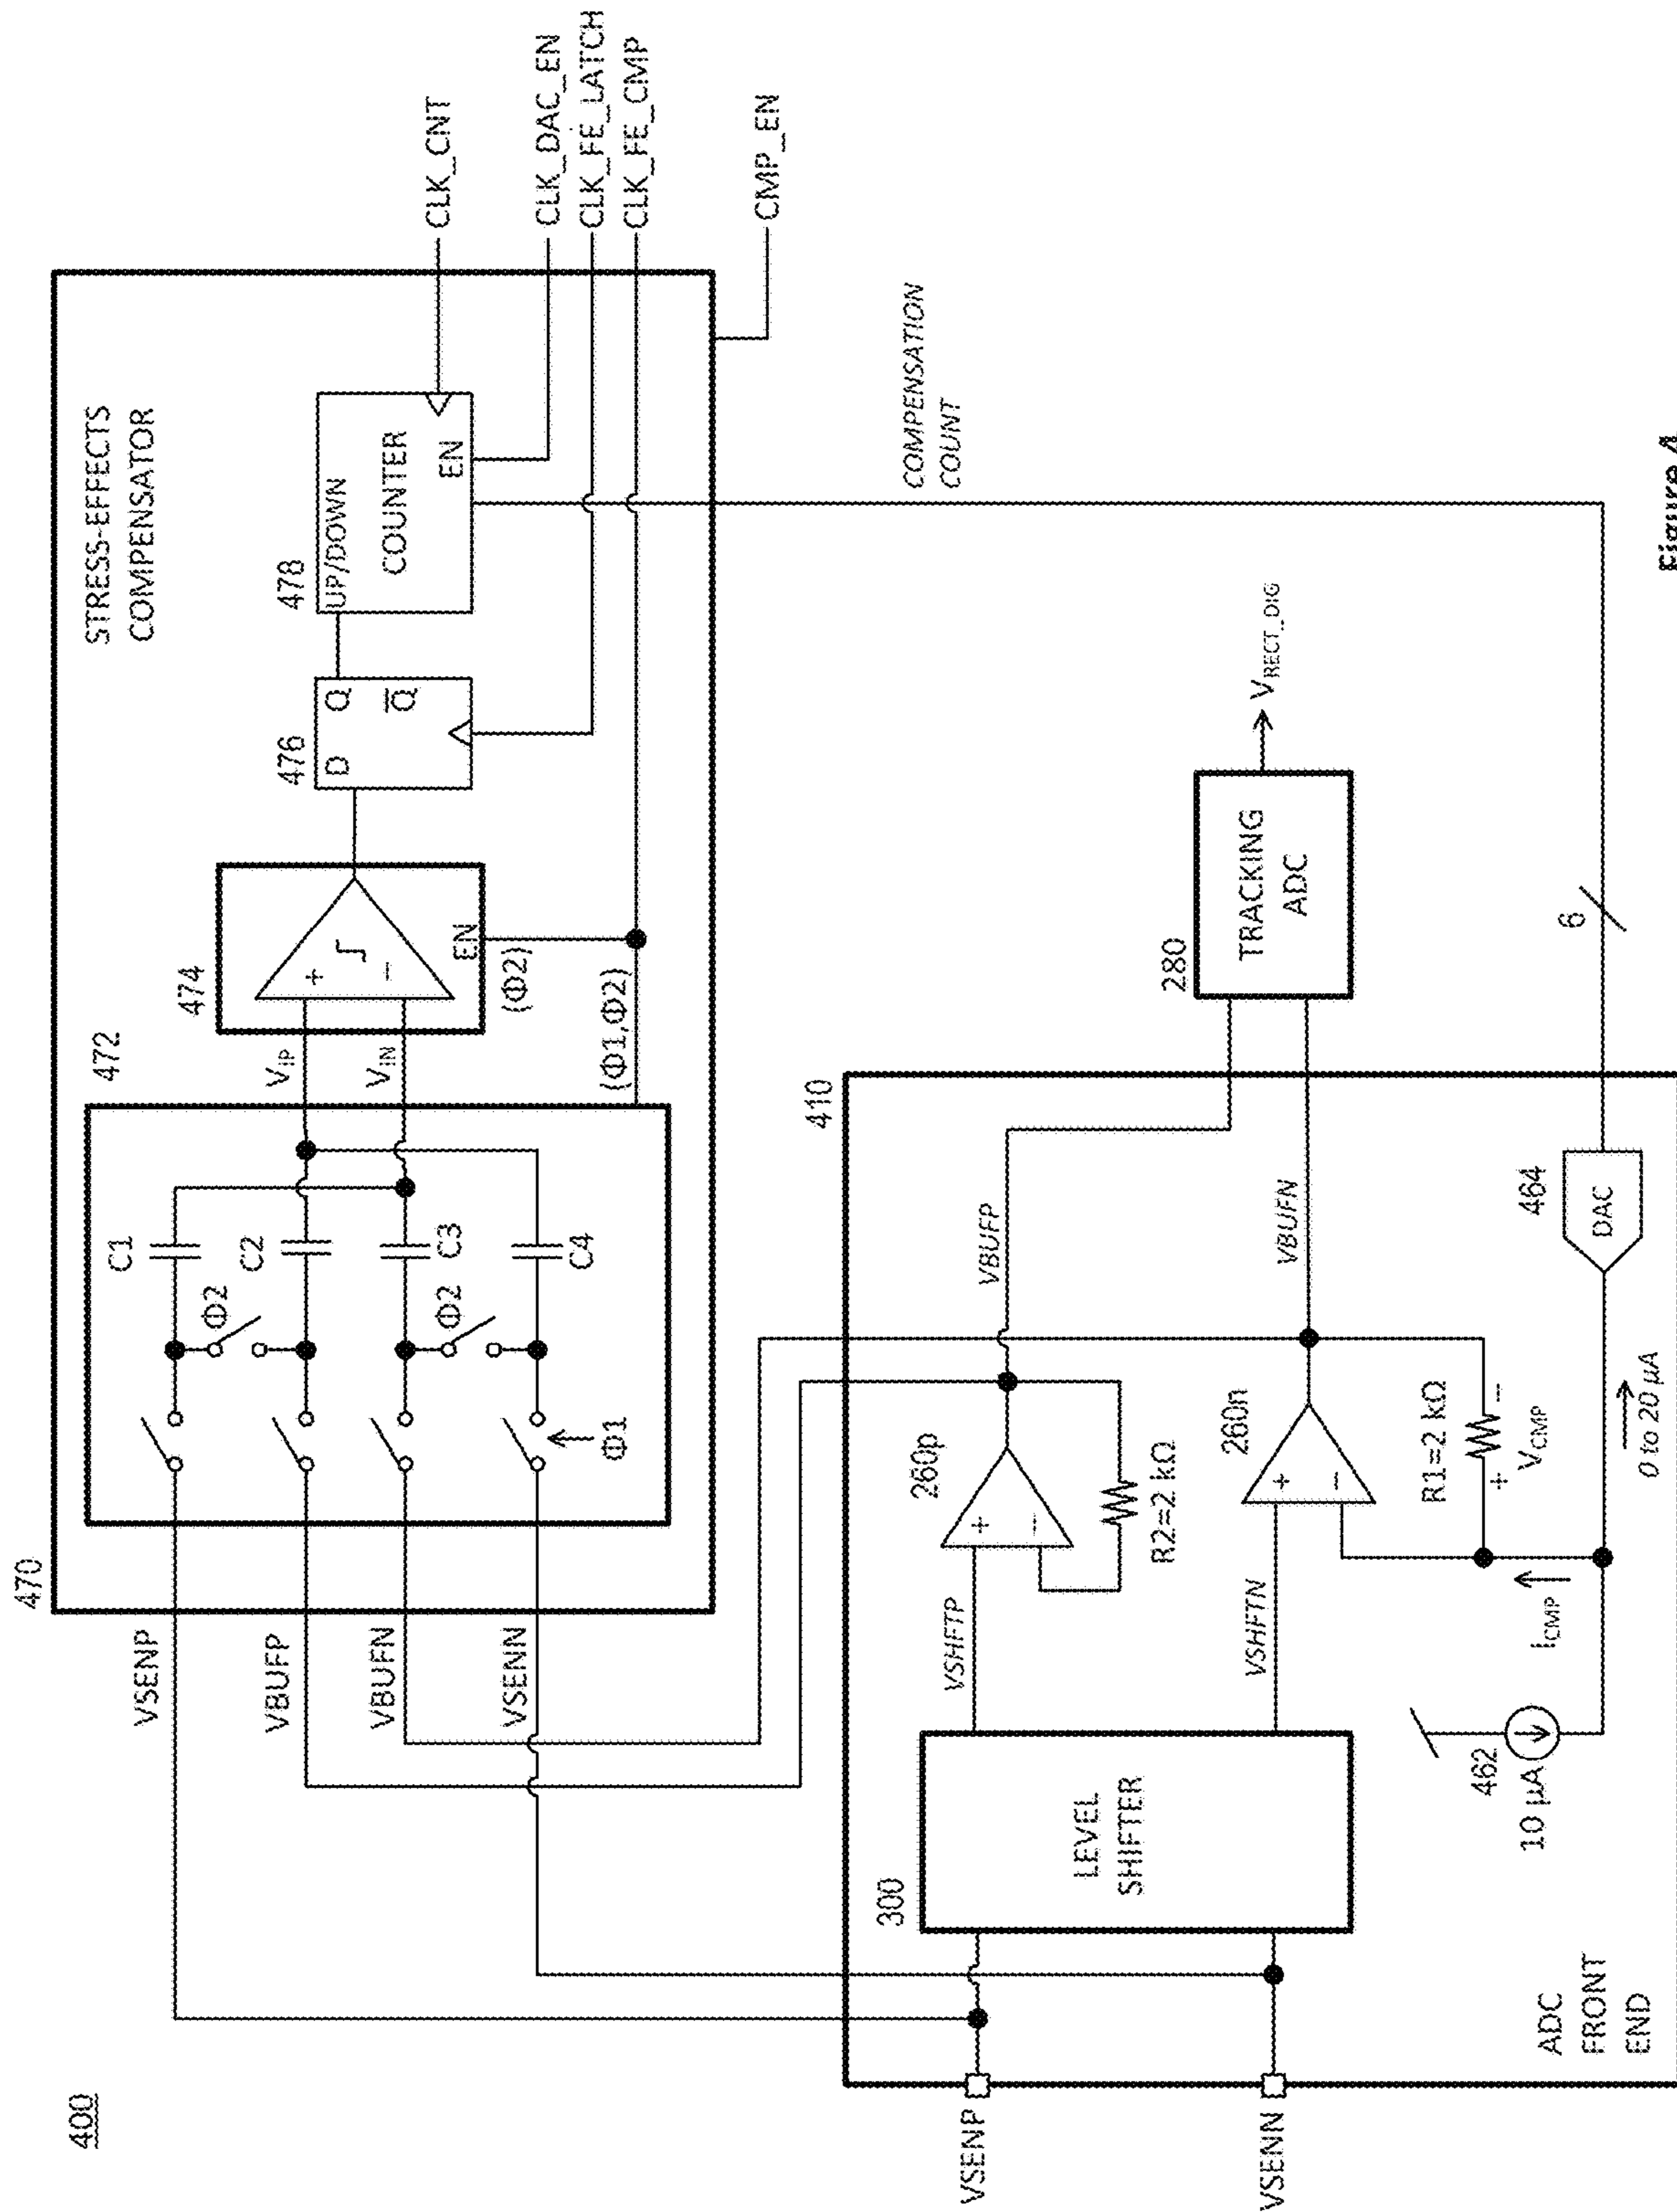 400
470
STRESS-EFFECTS
COMPENSATOR
VSENP
VBUFP
VBUFN
VSENN
C1
Φ2
C2
Φ2
C3
C4
Φ1
472
V_IP
V_IN
474
+
−
EN
(Φ2)
(Φ1,Φ2)
476
D
Q
Q̅
478
UP/DOWN
COUNTER
EN
CLK_CNT
CLK_DAC_EN
CLK_FE_LATCH
CLK_FE_CMP
CMP_EN
COMPENSATION
COUNT
410
VSENP
VSENN
300
LEVEL
SHIFTER
VSHFTP
VSHFTN
260p
+
−
R2=2 kΩ
260n
+
−
R1=2 kΩ
+ V_CMP −
VBUFP
VBUFN
280
TRACKING
ADC
V_RECT_DIG
462
10 µA
I_CMP
0 to 20 µA
464
DAC
6
ADC
FRONT
END
Figure 4